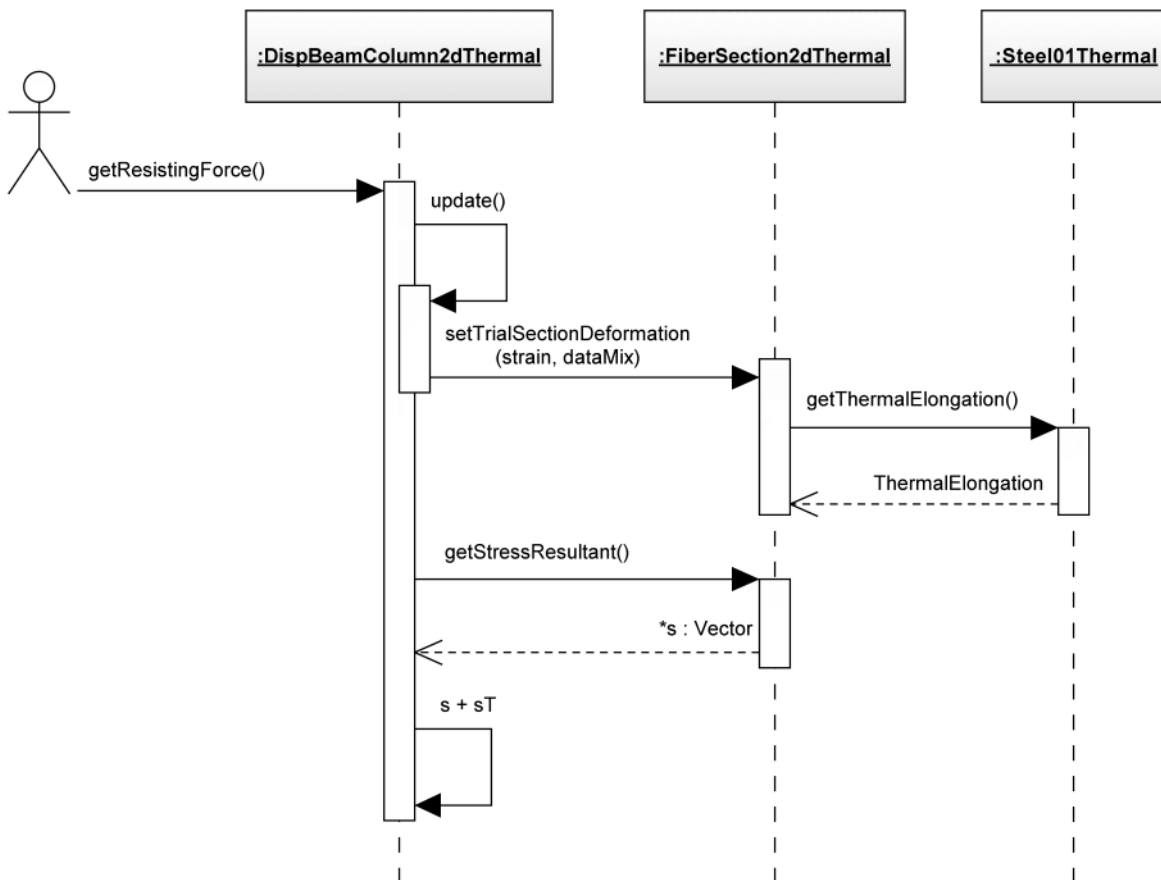 :DispBeamColumn2dThermal
:FiberSection2dThermal
:Steel01Thermal
getResistingForce()
update()
setTrialSectionDeformation
(strain, dataMix)
getThermalElongation()
ThermalElongation
getStressResultant()
*s : Vector
s + sT